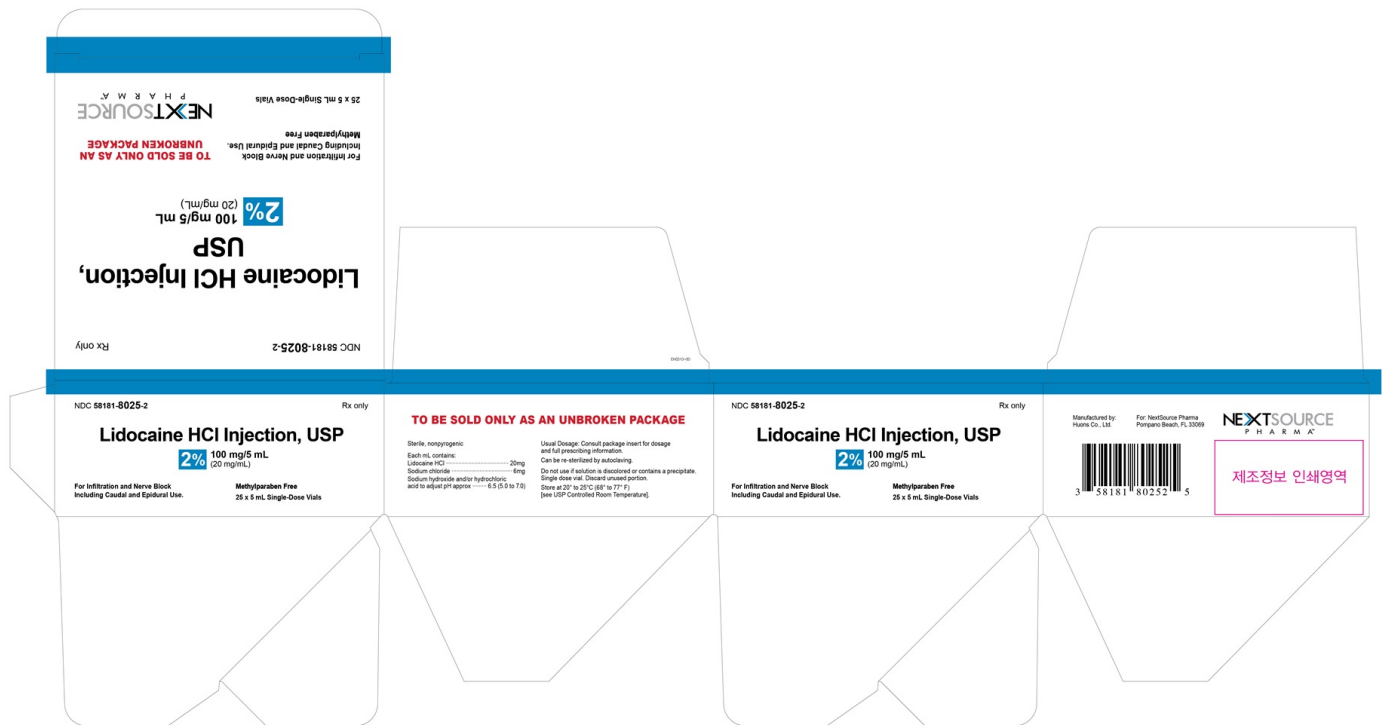 NDC 58181-8025-2
Rx only
Lidocaine HCl Injection,
USP
2%
100 mg/5 mL
(20 mg/mL)
For Infiltration and Nerve Block
Including Caudal and Epidural Use.
Methylparaben Free
TO BE SOLD ONLY AS AN
UNBROKEN PACKAGE
25 x 5 mL Single-Dose Vials
NEXTSOURCE
PHARMA™
NDC 58181-8025-2
Rx only
Lidocaine HCl Injection, USP
2%
100 mg/5 mL
(20 mg/mL)
For Infiltration and Nerve Block
Including Caudal and Epidural Use.
Methylparaben Free
25 x 5 mL Single-Dose Vials
TO BE SOLD ONLY AS AN UNBROKEN PACKAGE
Sterile, nonpyrogenic
Each mL contains:
Lidocaine HCl 20mg
Sodium chloride 6mg
Sodium hydroxide and/or hydrochloric
acid to adjust pH approx 6.5 (5.0 to 7.0)
Usual Dosage: Consult package insert for dosage
and full prescribing information.
Can be re-sterilized by autoclaving.
Do not use if solution is discolored or contains a precipitate.
Single dose vial. Discard unused portion.
Store at 20° to 25°C (68° to 77° F)
[see USP Controlled Room Temperature].
NDC 58181-8025-2
Rx only
Lidocaine HCl Injection, USP
2%
100 mg/5 mL
(20 mg/mL)
For Infiltration and Nerve Block
Including Caudal and Epidural Use.
Methylparaben Free
25 x 5 mL Single-Dose Vials
Manufactured by:
Huons Co., Ltd.
For: NextSource Pharma
Pompano Beach, FL 33069
NEXTSOURCE
PHARMA™
3 58181 80252 5
제조정보 인쇄영역